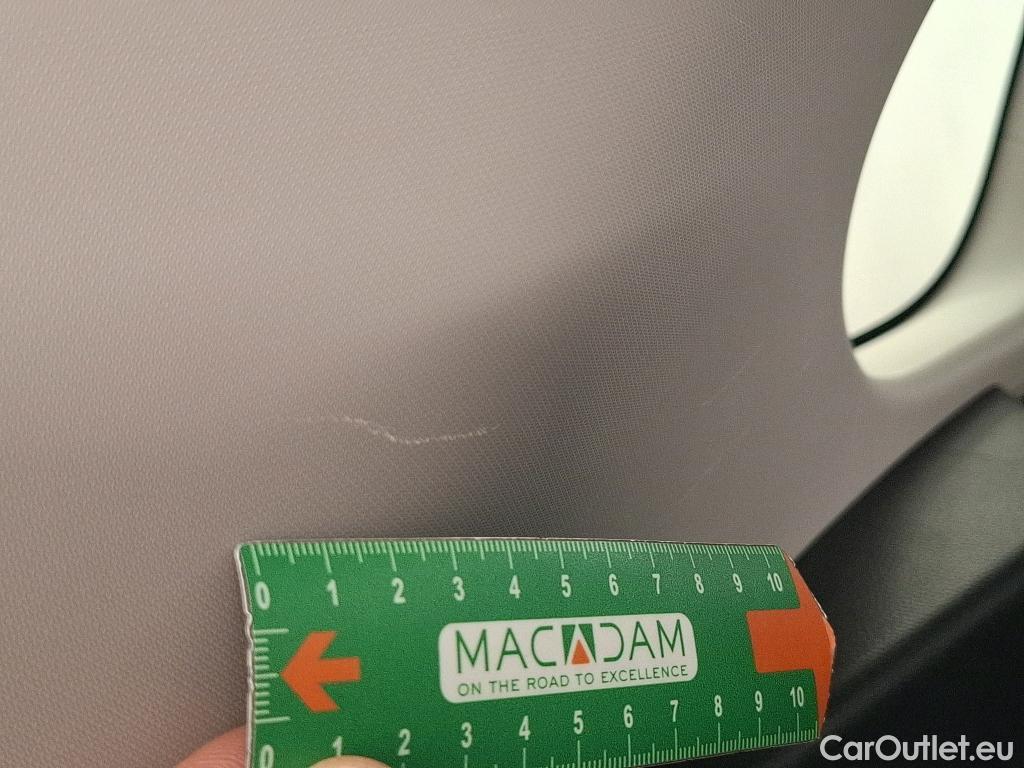 0 1 2 3 4 5 6 7 8 9 10
MACADAM
ON THE ROAD TO EXCELLENCE
0 1 2 3 4 5 6 7 8 9 10
CarOutlet.eu